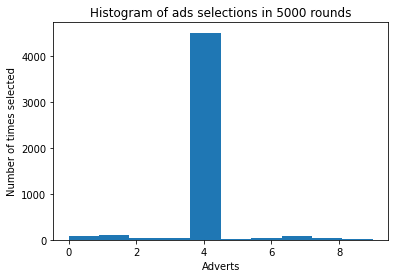 Histogram of ads selections in 5000 rounds
Number of times selected
4000
3000
2000
1000
0
0 2 4 6 8
Adverts